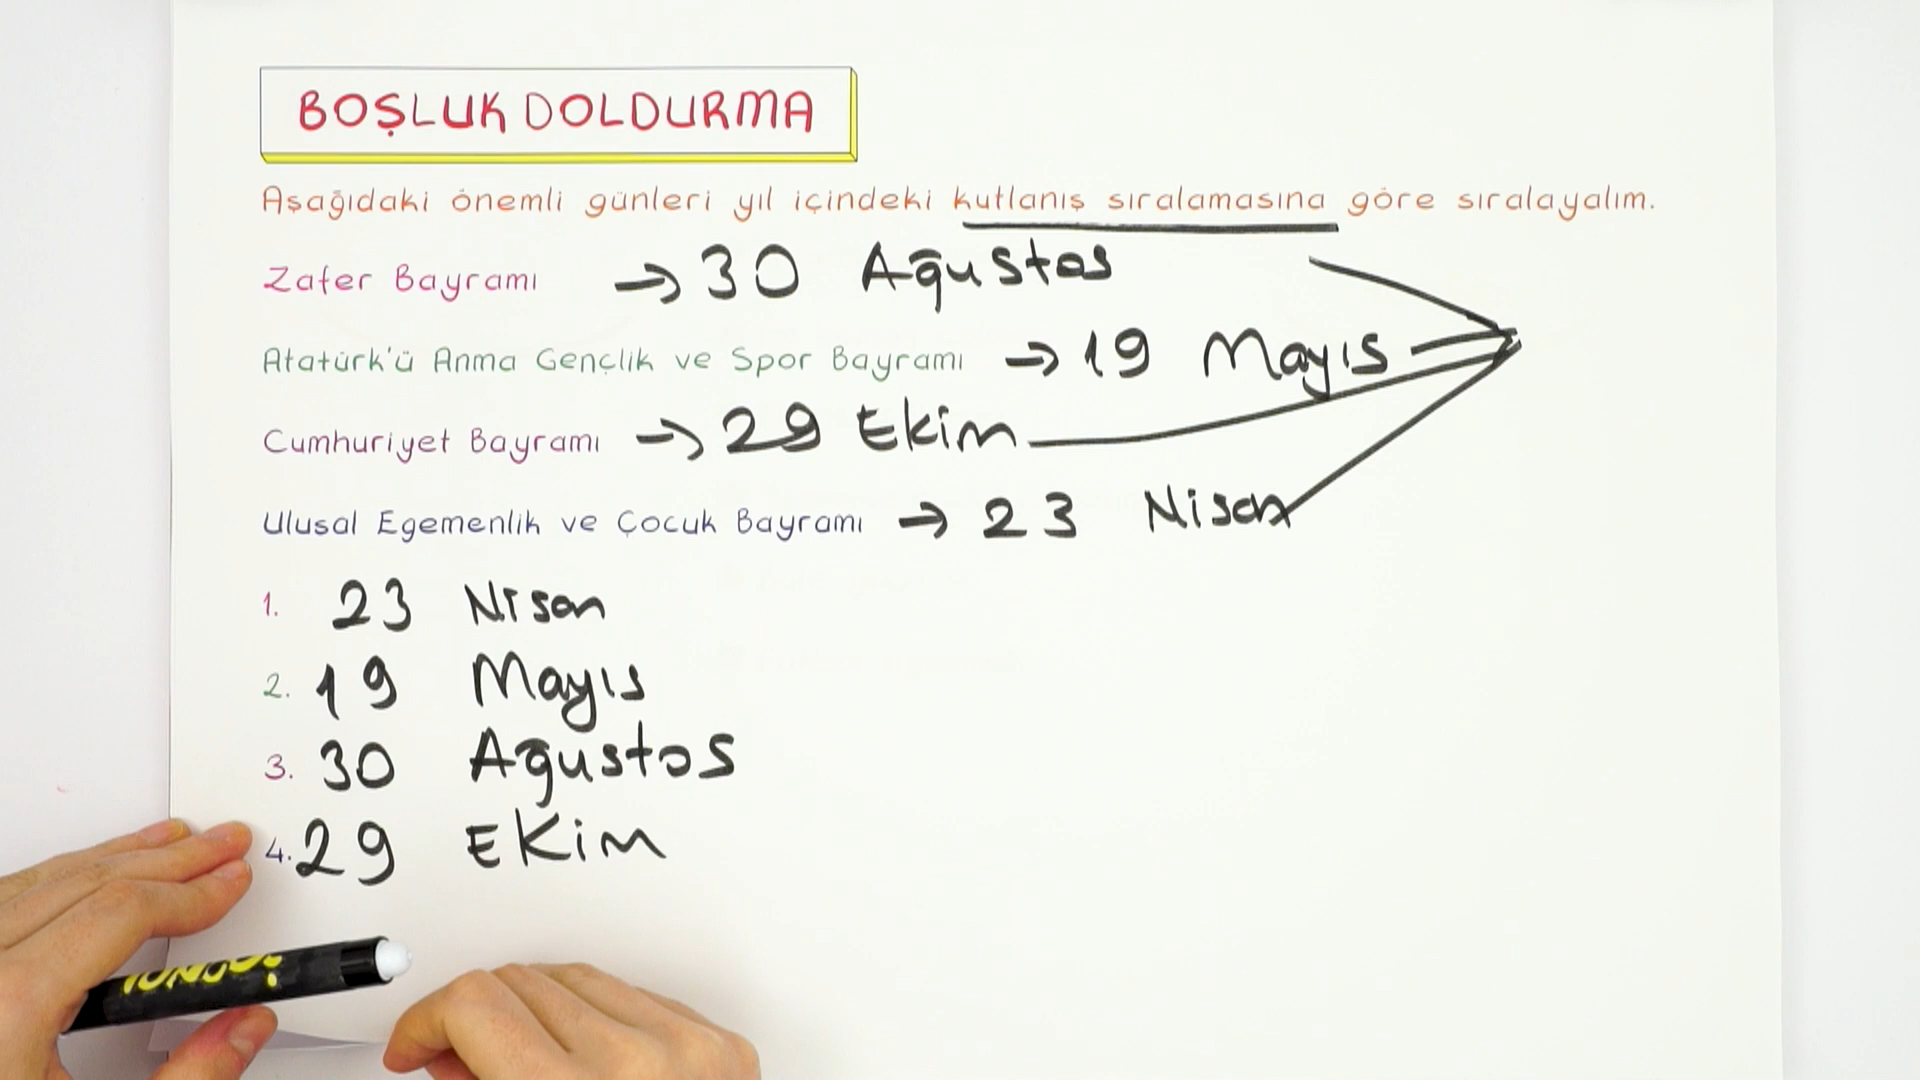 BOŞLUK DOLDURMA
Aşağıdaki önemli günleri yıl içindeki kutlanış sıralamasına göre sıralayalım.
Zafer Bayramı → 30 Ağustos
Atatürk'ü Anma Gençlik ve Spor Bayramı → 19 Mayıs
Cumhuriyet Bayramı → 29 Ekim
Ulusal Egemenlik ve Çocuk Bayramı → 23 Nisan
1. 23 Nisan
2. 19 Mayıs
3. 30 Ağustos
4. 29 Ekim